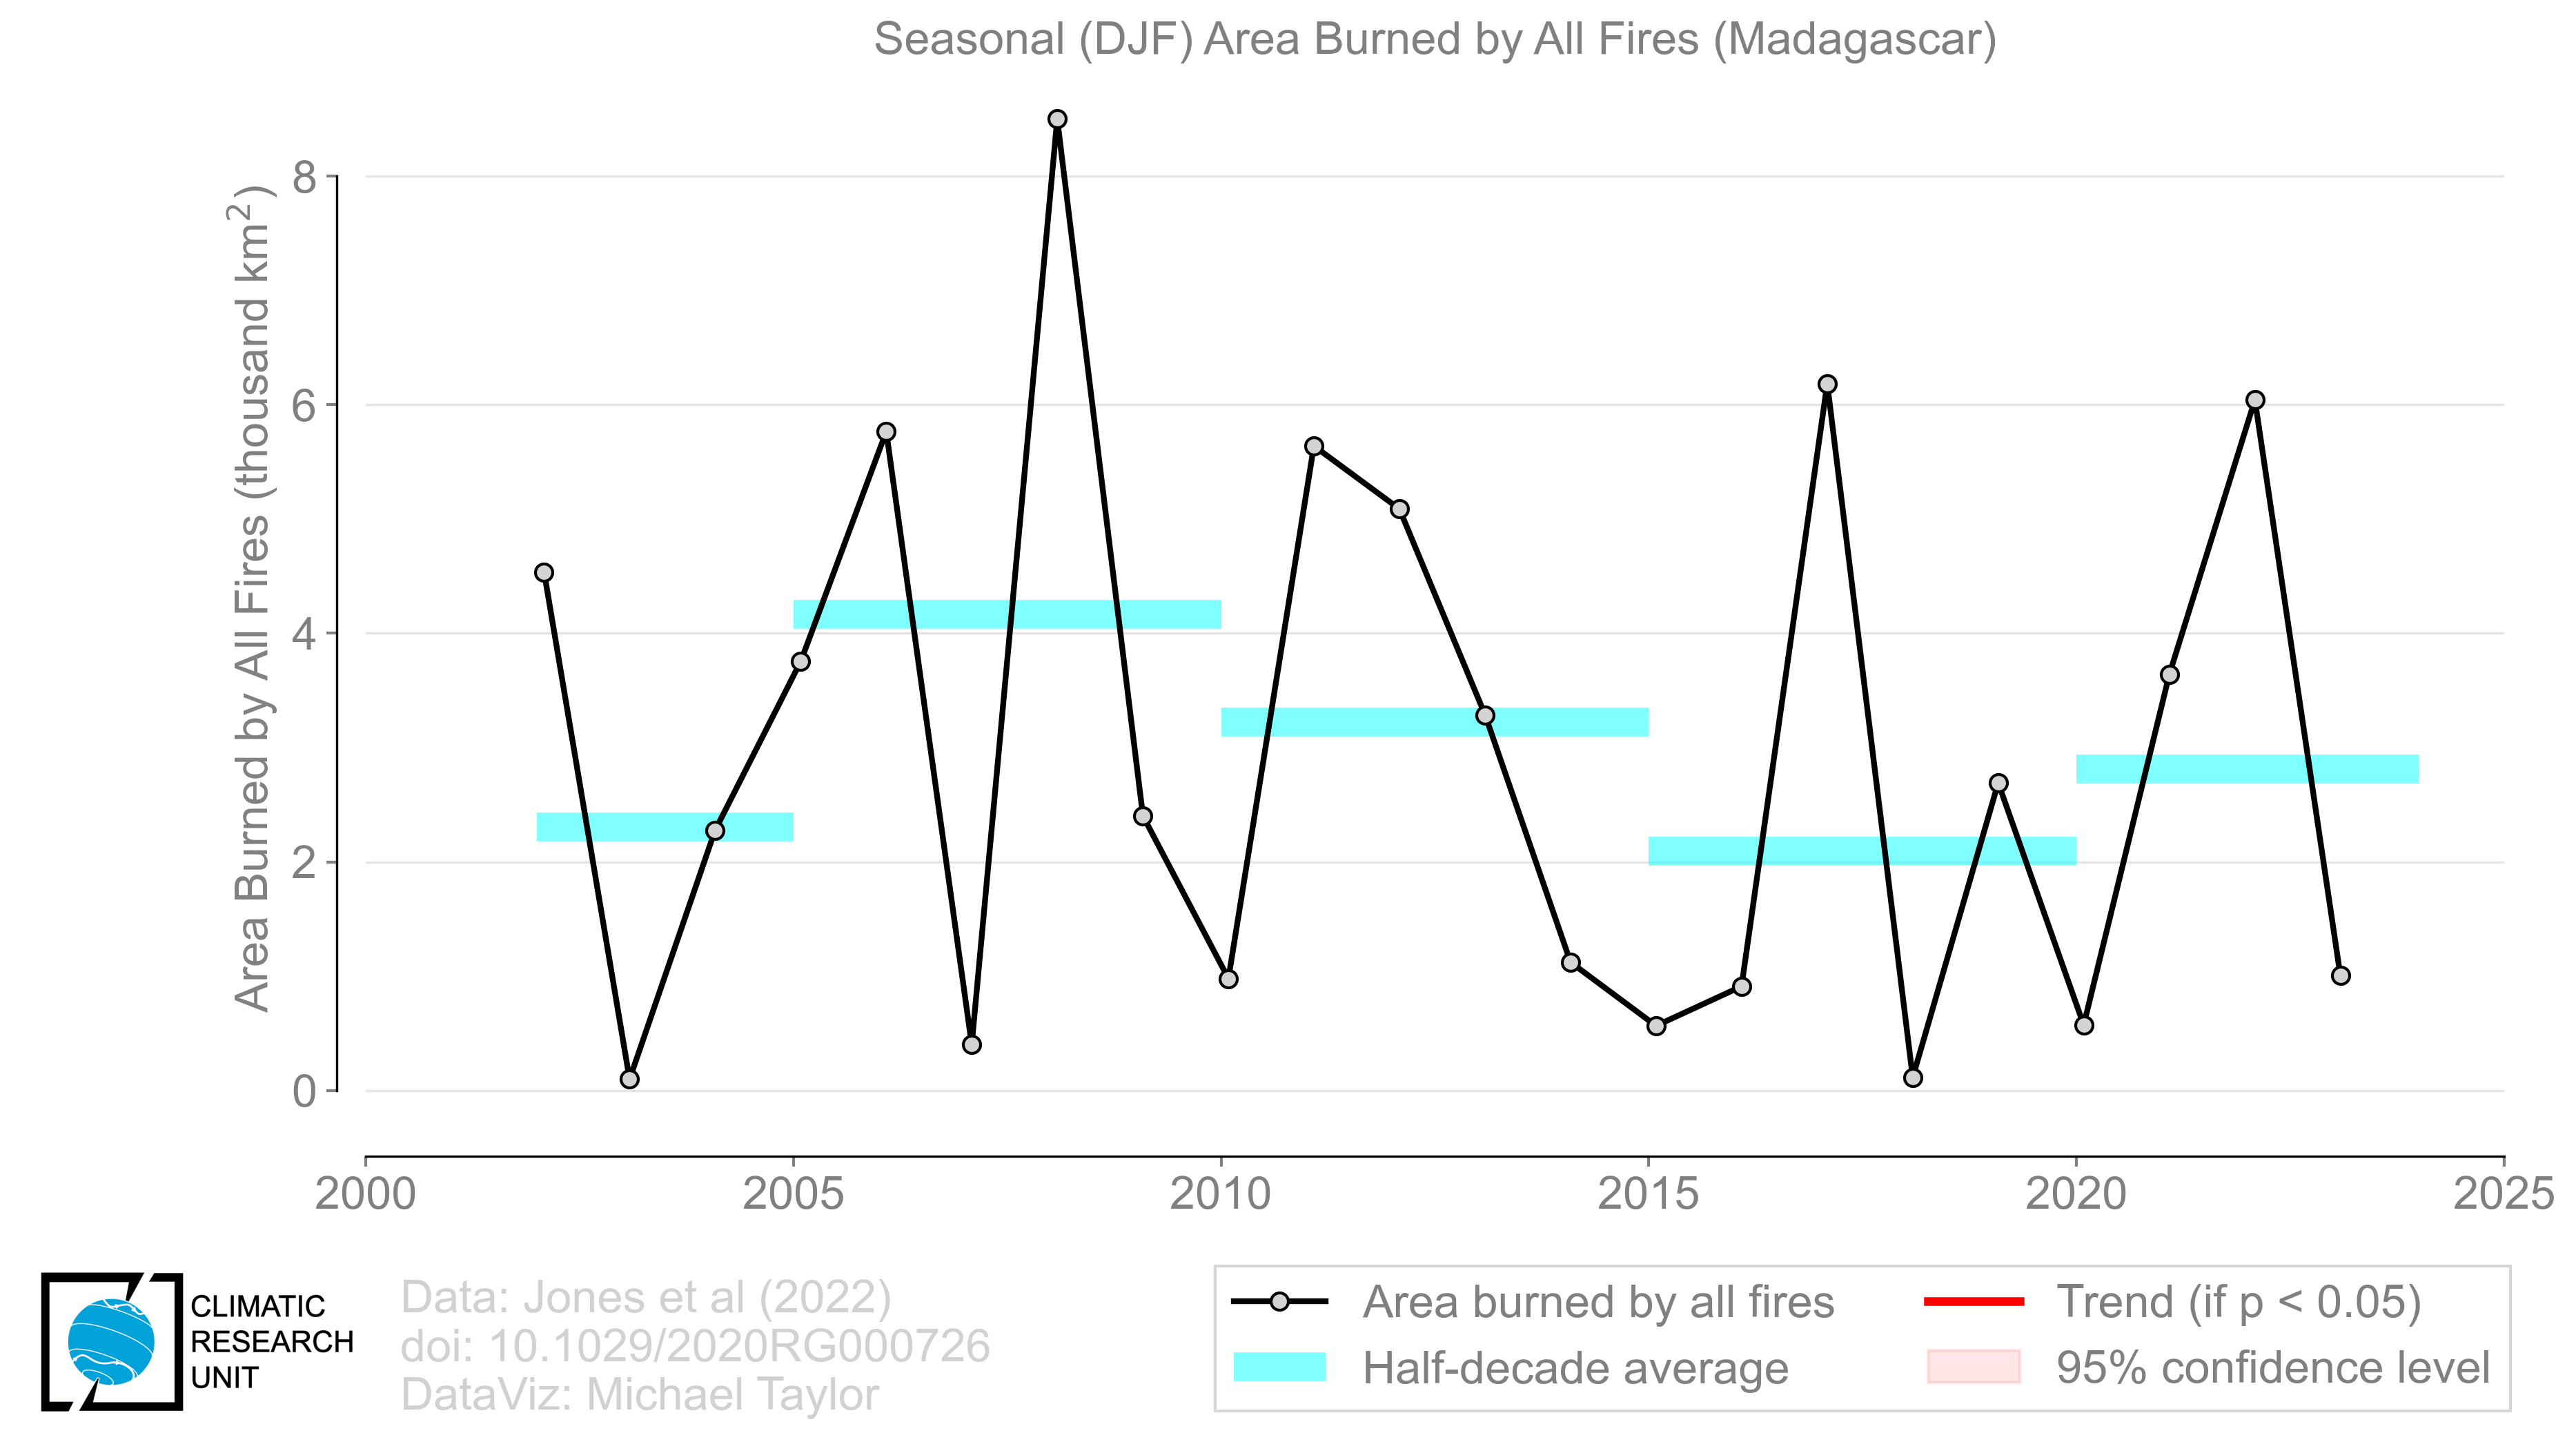 Seasonal (DJF) Area Burned by All Fires (Madagascar)
Area Burned by All Fires (thousand km²)
8
6
4
2
0
2000 2005 2010 2015 2020 2025
CLIMATIC
RESEARCH
UNIT
Data: Jones et al (2022)
doi: 10.1029/2020RG000726
DataViz: Michael Taylor
Area burned by all fires
Half-decade average
Trend (if p < 0.05)
95% confidence level